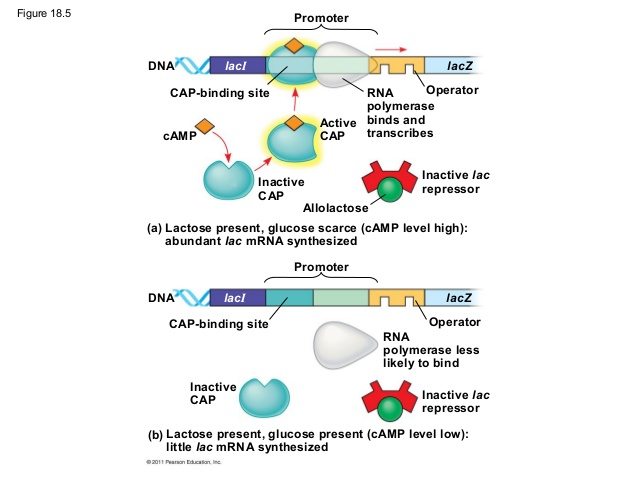 Figure 18.5
Promoter
DNA
lacI
lacZ
CAP-binding site
RNA
polymerase
binds and
transcribes
Operator
cAMP
Active
CAP
Inactive
CAP
Inactive lac
repressor
Allolactose
(a) Lactose present, glucose scarce (cAMP level high):
abundant lac mRNA synthesized
Promoter
DNA
lacI
lacZ
CAP-binding site
Operator
RNA
polymerase less
likely to bind
Inactive
CAP
Inactive lac
repressor
(b) Lactose present, glucose present (cAMP level low):
little lac mRNA synthesized
© 2011 Pearson Education, Inc.